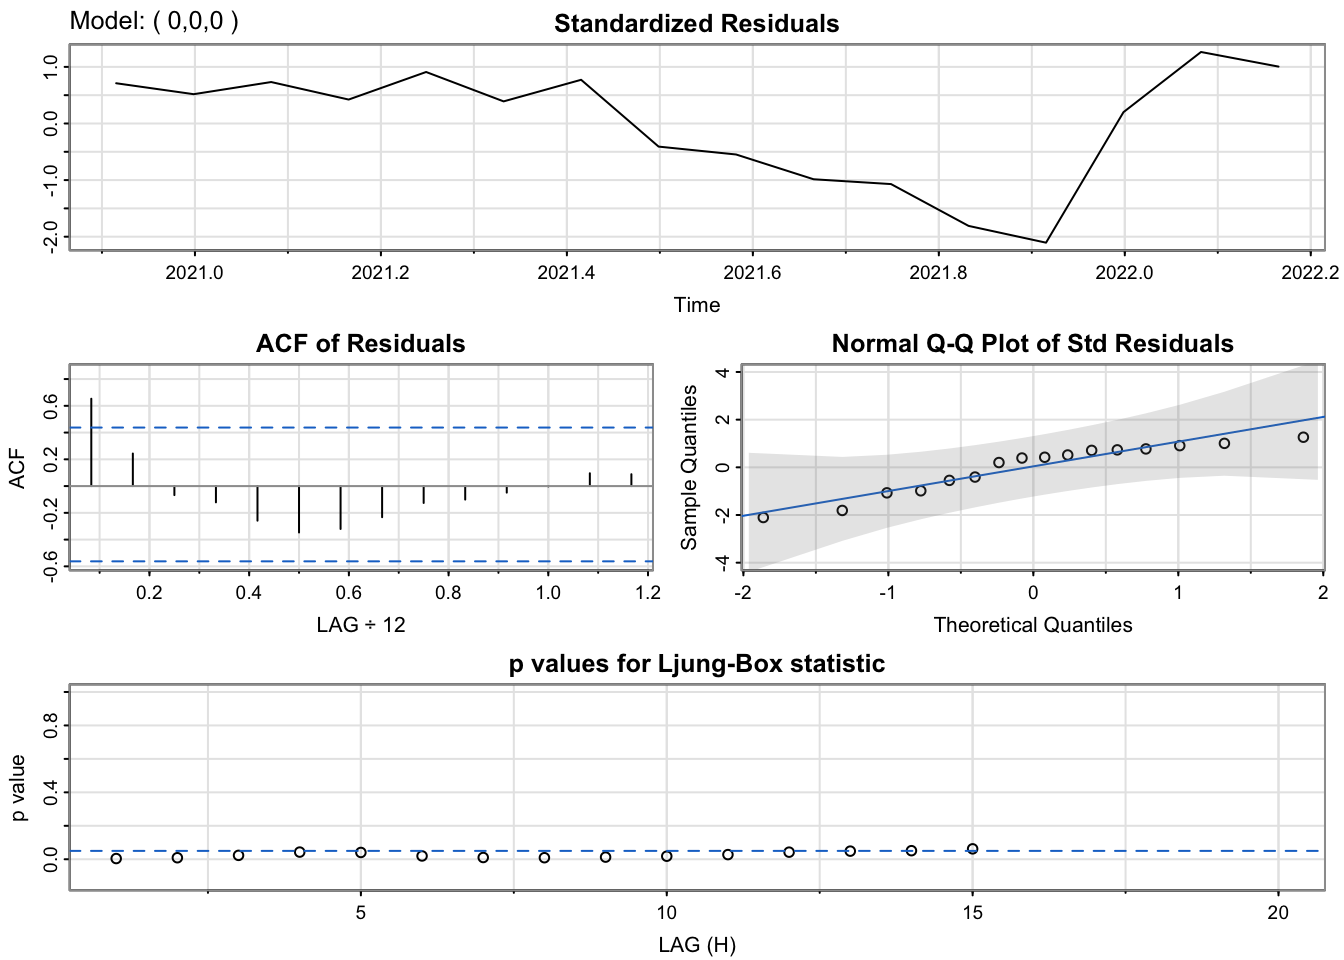 Model: ( 0,0,0 )
Standardized Residuals
1.0
0.0
-1.0
-2.0
2021.0 2021.2 2021.4 2021.6 2021.8 2022.0 2022.2
Time
ACF of Residuals
ACF
0.6
0.2
-0.2
-0.6
0.2 0.4 0.6 0.8 1.0 1.2
LAG ÷ 12
Normal Q-Q Plot of Std Residuals
Sample Quantiles
4
2
0
-2
-4
-2 -1 0 1 2
Theoretical Quantiles
p values for Ljung-Box statistic
p value
0.8
0.4
0.0
5 10 15 20
LAG (H)